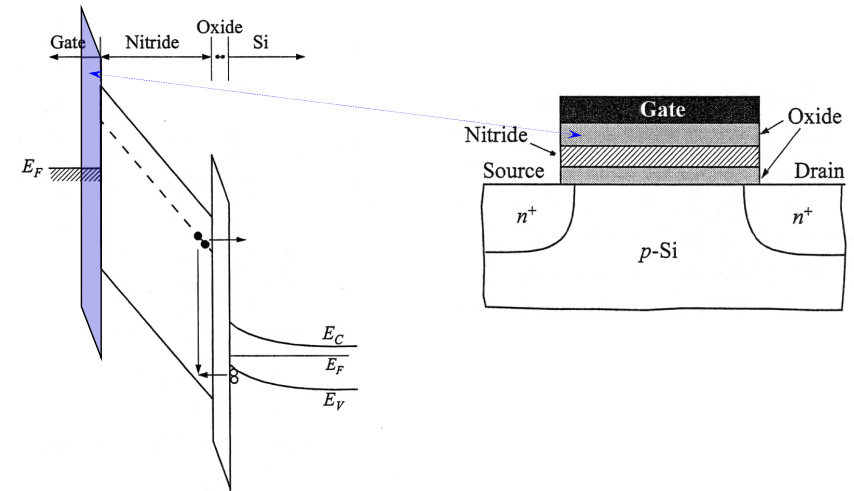 Oxide
Gate
Nitride
Si
E_F
E_C
E_F
E_V
Gate
Oxide
Nitride
Source
Drain
n⁺
n⁺
p-Si